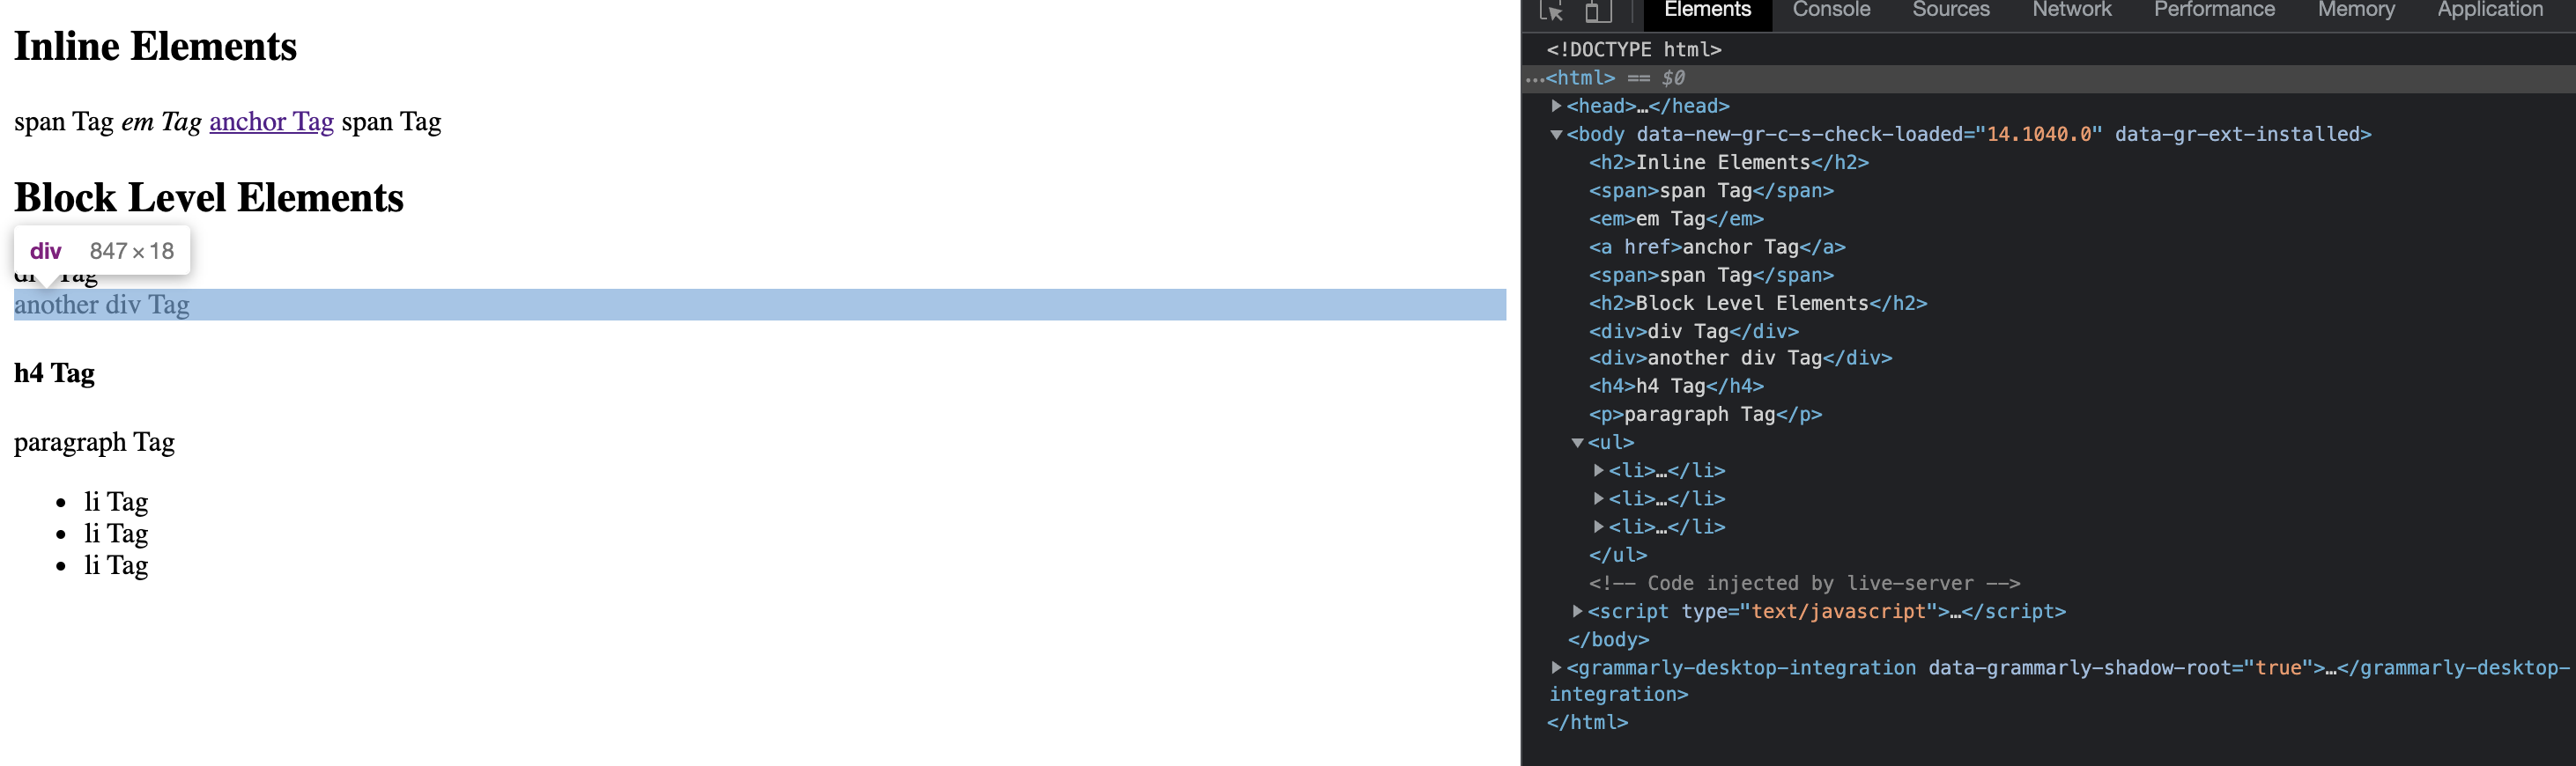 Inline Elements
span Tag em Tag anchor Tag span Tag
Block Level Elements
div 847 × 18
Tag
another div Tag
h4 Tag
paragraph Tag
• li Tag
• li Tag
• li Tag
Elements Console Sources Network Performance Memory Application
<!DOCTYPE html>
…<html> == $0
<head>…</head>
<body data-new-gr-c-s-check-loaded="14.1040.0" data-gr-ext-installed>
<h2>Inline Elements</h2>
<span>span Tag</span>
<em>em Tag</em>
<a href>anchor Tag</a>
<span>span Tag</span>
<h2>Block Level Elements</h2>
<div>div Tag</div>
<div>another div Tag</div>
<h4>h4 Tag</h4>
<p>paragraph Tag</p>
<ul>
<li>…</li>
<li>…</li>
<li>…</li>
</ul>
<!-- Code injected by live-server -->
<script type="text/javascript">…</script>
</body>
<grammarly-desktop-integration data-grammarly-shadow-root="true">…</grammarly-desktop-
integration>
</html>